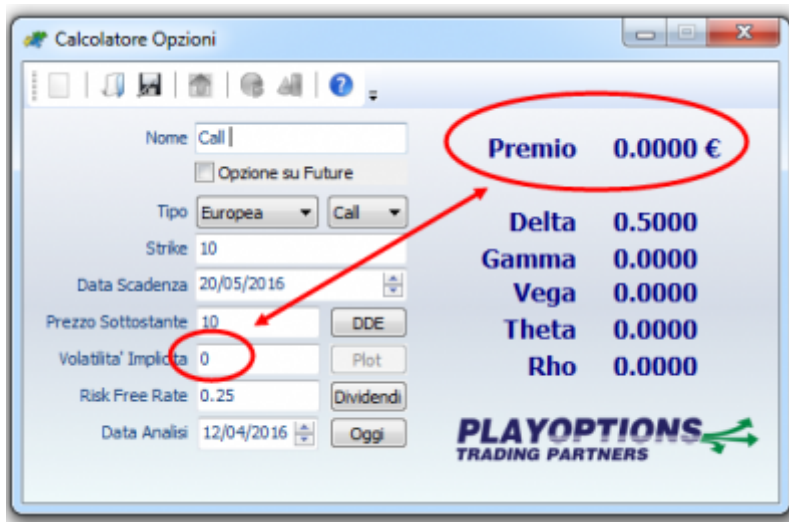 Calcolatore Opzioni
Nome Call
Opzione su Future
Tipo Europea Call
Strike 10
Data Scadenza 20/05/2016
Prezzo Sottostante 10 DDE
Volatilita' Implicita 0 Plot
Risk Free Rate 0.25 Dividendi
Data Analisi 12/04/2016 Oggi
Premio 0.0000 €
Delta 0.5000
Gamma 0.0000
Vega 0.0000
Theta 0.0000
Rho 0.0000
PLAYOPTIONS
TRADING PARTNERS